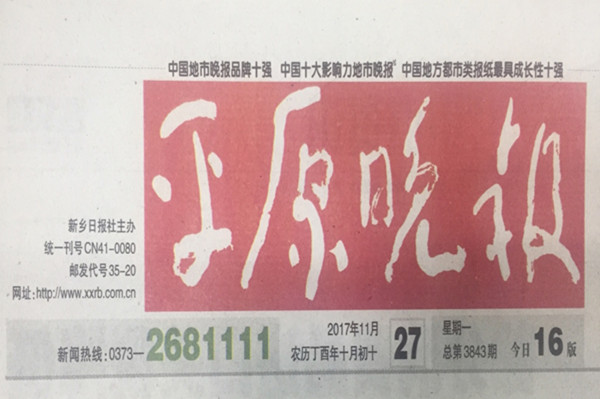 中国地市晚报品牌十强 中国十大影响力地市晚报 中国地方都市类报纸最具成长性十强
平原晚报
新乡日报社主办
统一刊号CN41-0080
邮发代号35-20
网址:http://www.xxrb.com.cn
新闻热线:0373—2681111
2017年11月
农历丁酉年十月初十
27
星期一
总第3843期 今日16版